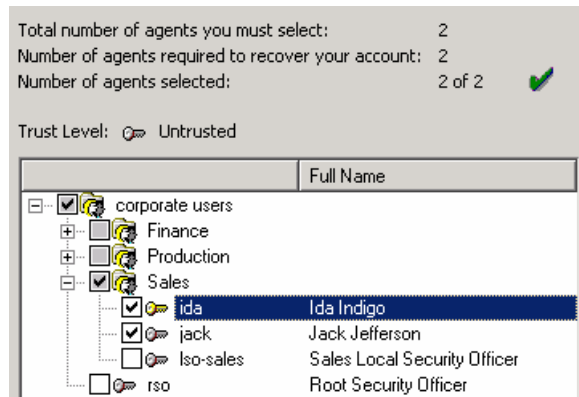 Total number of agents you must select: 2
Number of agents required to recover your account: 2
Number of agents selected: 2 of 2
Trust Level: Untrusted
Full Name
corporate users
Finance
Production
Sales
ida Ida Indigo
jack Jack Jefferson
lso-sales Sales Local Security Officer
rso Root Security Officer